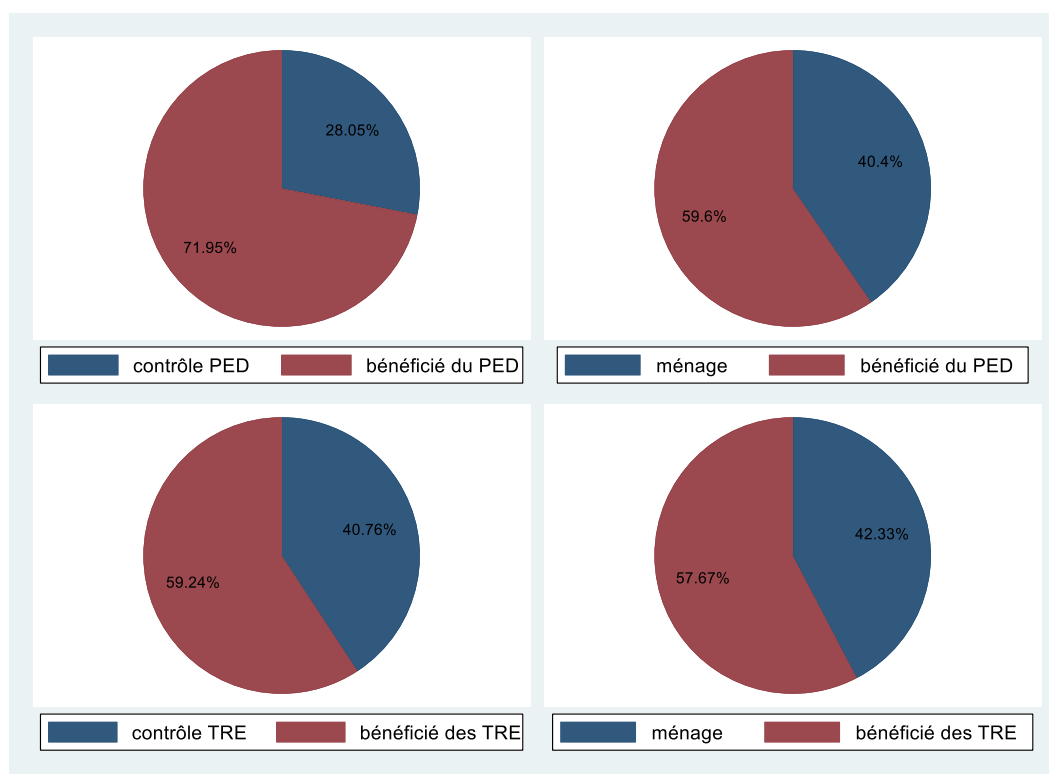 28.05%
71.95%
contrôle PED bénéficié du PED
40.4%
59.6%
ménage bénéficié du PED
40.76%
59.24%
contrôle TRE bénéficié des TRE
42.33%
57.67%
ménage bénéficié des TRE